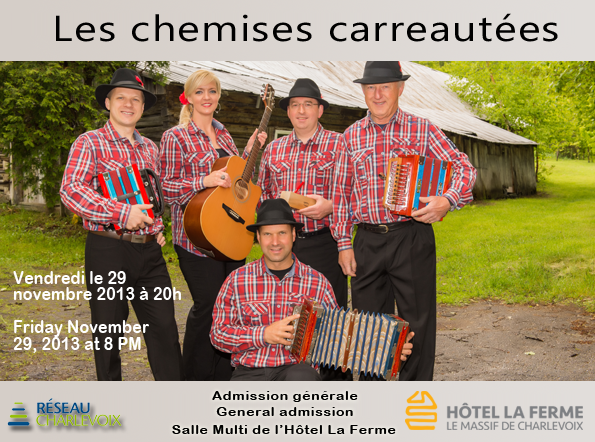 Les chemises carreautées
Vendredi le 29
novembre 2013 à 20h
Friday November
29, 2013 at 8 PM
RÉSEAU
CHARLEVOIX
Admission générale
General admission
Salle Multi de l'Hôtel La Ferme
HÔTEL LA FERME
LE MASSIF DE CHARLEVOIX